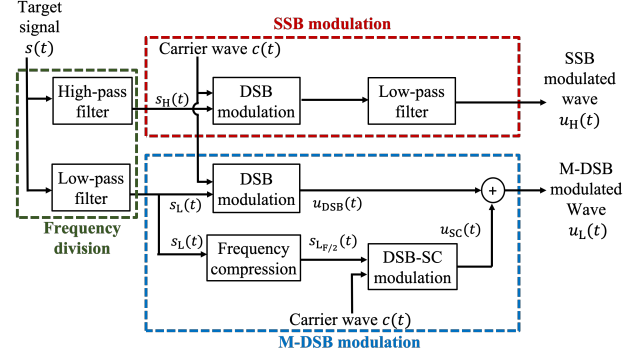 Target
signal
s(t)
SSB modulation
Carrier wave c(t)
High-pass
filter
s_H(t)
DSB
modulation
Low-pass
filter
SSB
modulated
wave
u_H(t)
Low-pass
filter
s_L(t)
DSB
modulation
u_DSB(t)
+
M-DSB
modulated
Wave
u_L(t)
Frequency
division
s_L(t)
Frequency
compression
s_L_F/2(t)
DSB-SC
modulation
u_SC(t)
Carrier wave c(t)
M-DSB modulation